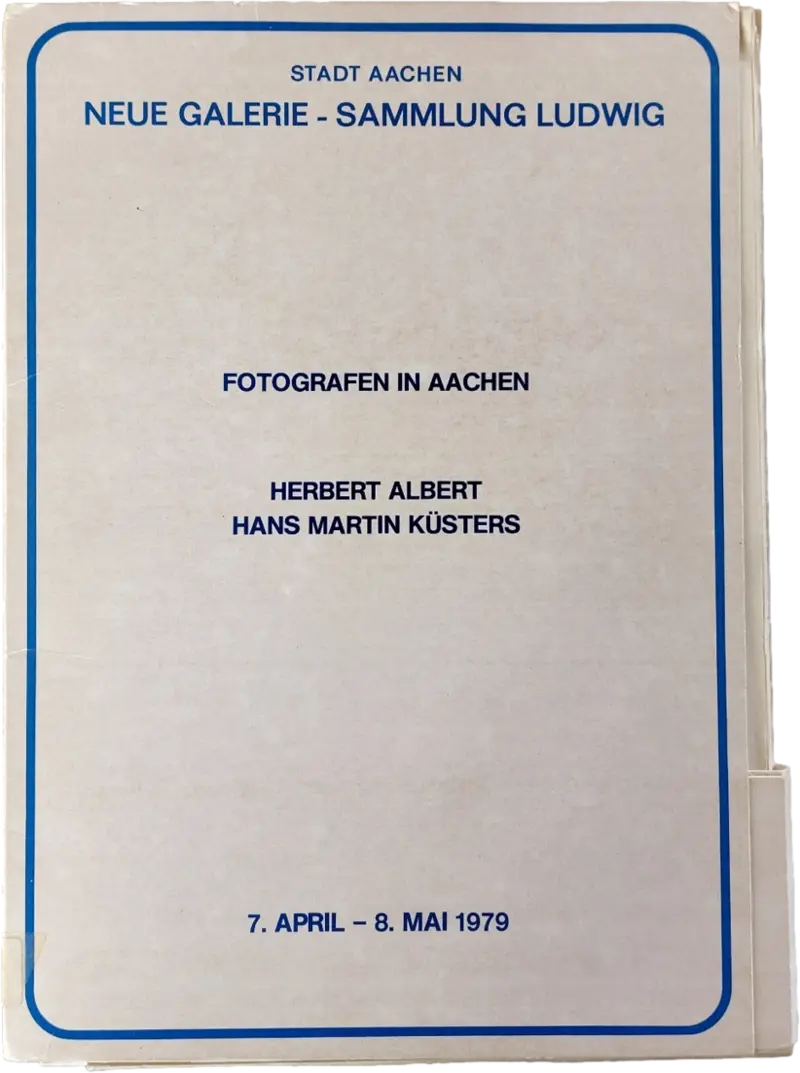 STADT AACHEN
NEUE GALERIE - SAMMLUNG LUDWIG
FOTOGRAFEN IN AACHEN
HERBERT ALBERT
HANS MARTIN KÜSTERS
7. APRIL – 8. MAI 1979